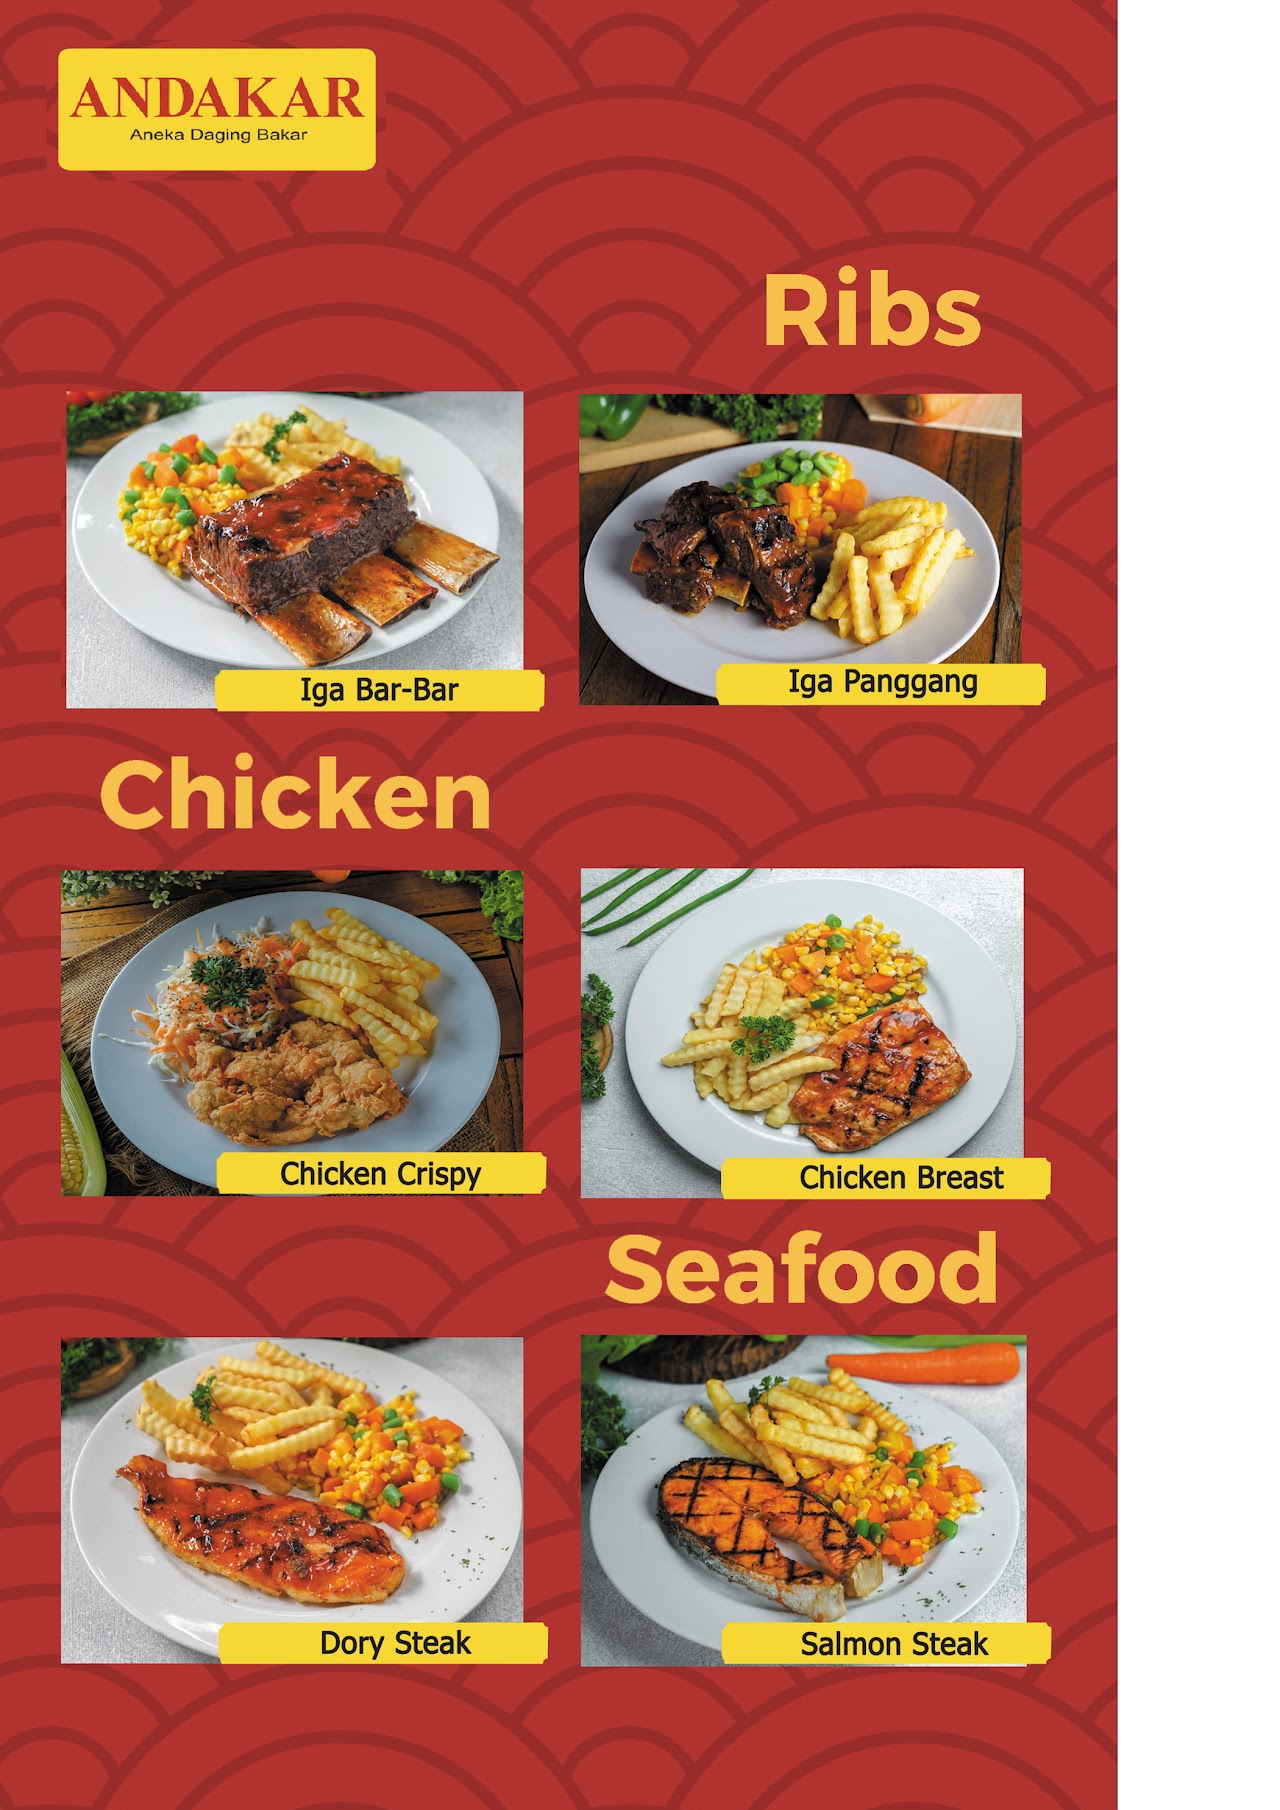 ANDAKAR
Aneka Daging Bakar
Ribs
Iga Bar-Bar
Iga Panggang
Chicken
Chicken Crispy
Chicken Breast
Seafood
Dory Steak
Salmon Steak